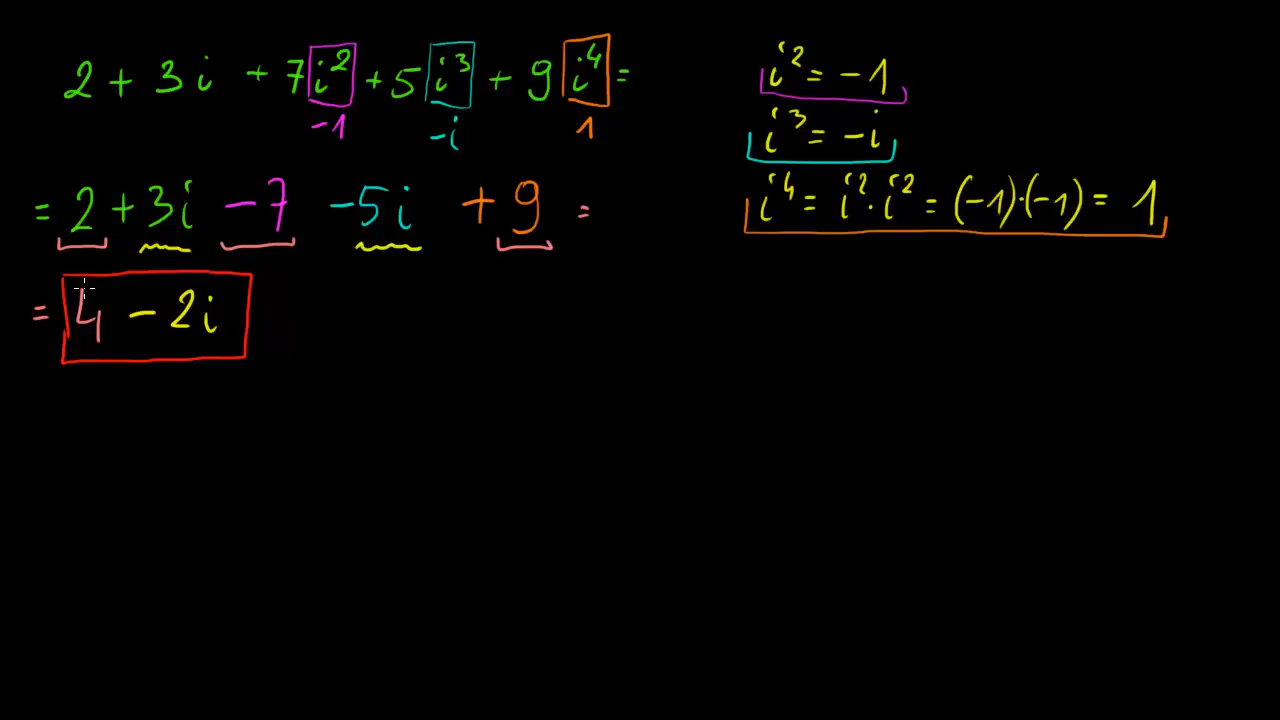 2 + 3i + 7i² + 5i³ + 9i⁴ =
-1 -i 1
= 2 + 3i - 7 - 5i + 9 =
= 4 - 2i
i² = -1
i³ = -i
i⁴ = i²·i² = (-1)·(-1) = 1